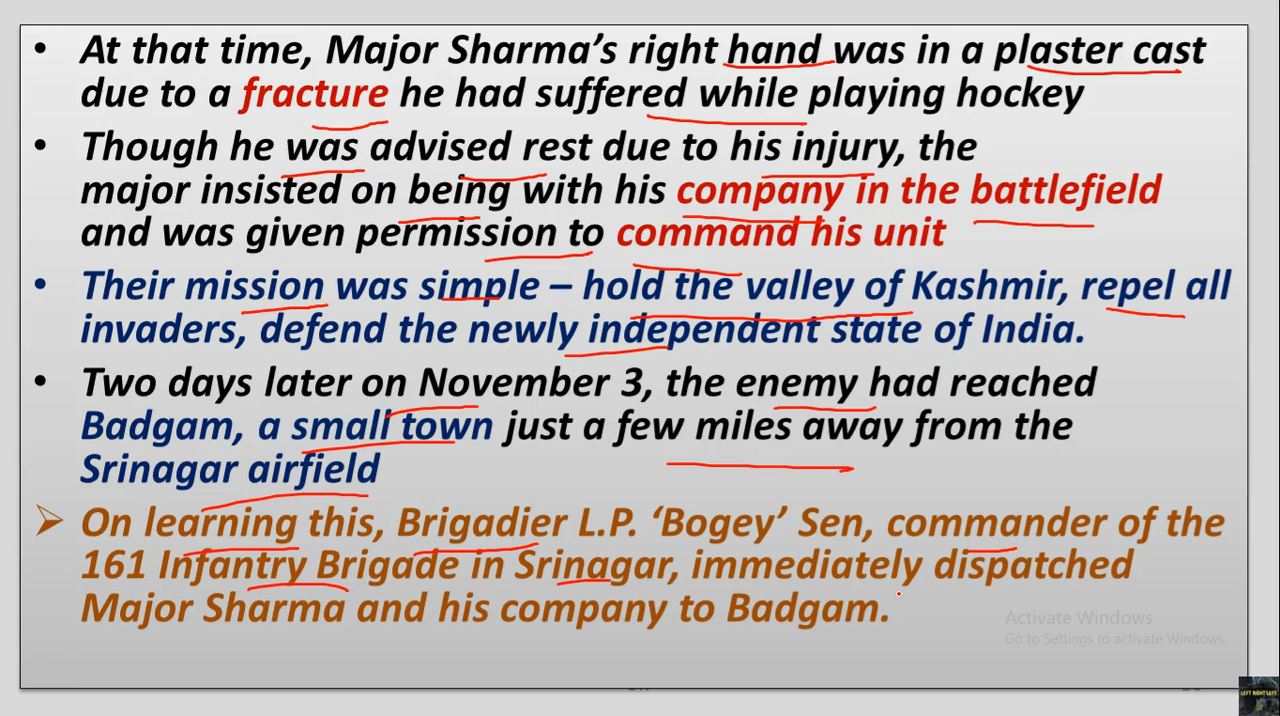 • At that time, Major Sharma’s right hand was in a plaster cast
due to a fracture he had suffered while playing hockey
• Though he was advised rest due to his injury, the
major insisted on being with his company in the battlefield
and was given permission to command his unit
• Their mission was simple – hold the valley of Kashmir, repel all
invaders, defend the newly independent state of India.
• Two days later on November 3, the enemy had reached
Badgam, a small town just a few miles away from the
Srinagar airfield
➢ On learning this, Brigadier L.P. ‘Bogey’ Sen, commander of the
161 Infantry Brigade in Srinagar, immediately dispatched
Major Sharma and his company to Badgam.
Activate Windows
Go to Settings to activate Windows.
LEFT RIGHT LEFT